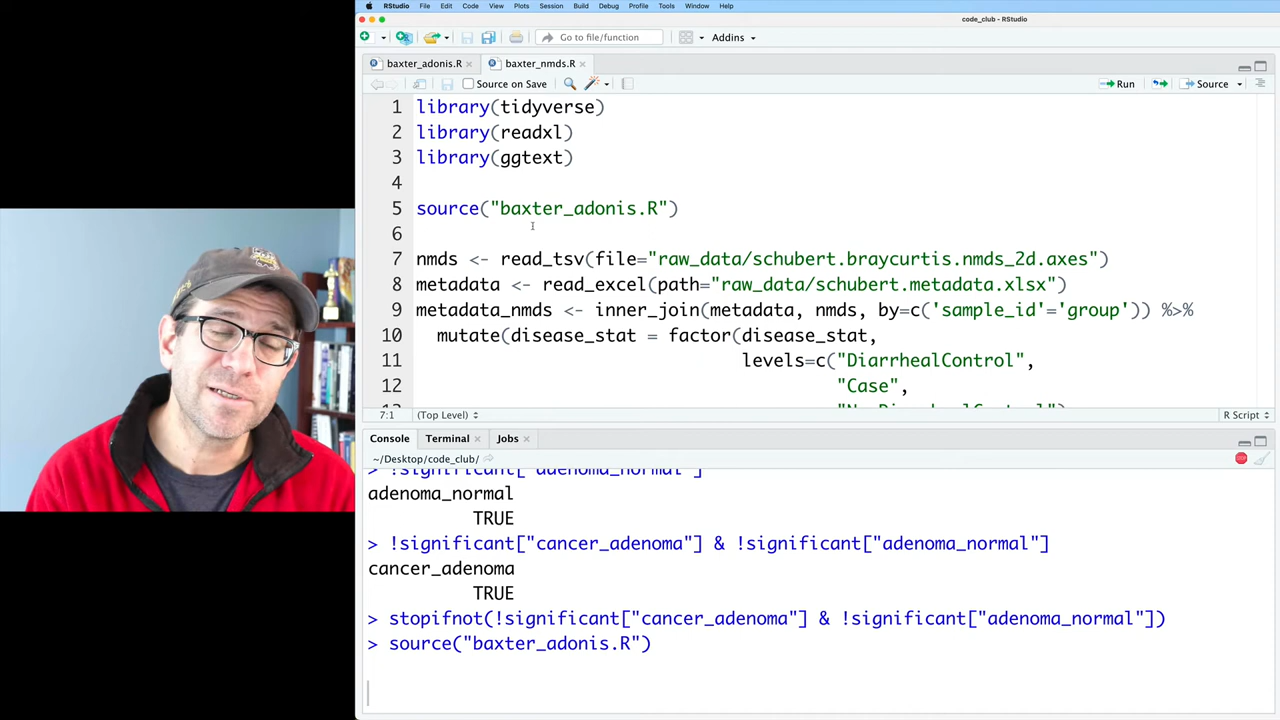 RStudio File Edit Code View Plots Session Build Debug Profile Tools Window Help
code_club - RStudio
Go to file/function Addins
baxter_adonis.R baxter_nmds.R
Source on Save Run Source
1 library(tidyverse)
2 library(readxl)
3 library(ggtext)
4
5 source("baxter_adonis.R")
6
7 nmds <- read_tsv(file="raw_data/schubert.braycurtis.nmds_2d.axes")
8 metadata <- read_excel(path="raw_data/schubert.metadata.xlsx")
9 metadata_nmds <- inner_join(metadata, nmds, by=c('sample_id'='group')) %>%
10 mutate(disease_stat = factor(disease_stat,
11 levels=c("DiarrhealControl",
12 "Case",
7:1 (Top Level) R Script
Console Terminal Jobs
~/Desktop/code_club/
> !significant["adenoma_normal"]
adenoma_normal
TRUE
> !significant["cancer_adenoma"] & !significant["adenoma_normal"]
cancer_adenoma
TRUE
> stopifnot(!significant["cancer_adenoma"] & !significant["adenoma_normal"])
> source("baxter_adonis.R")